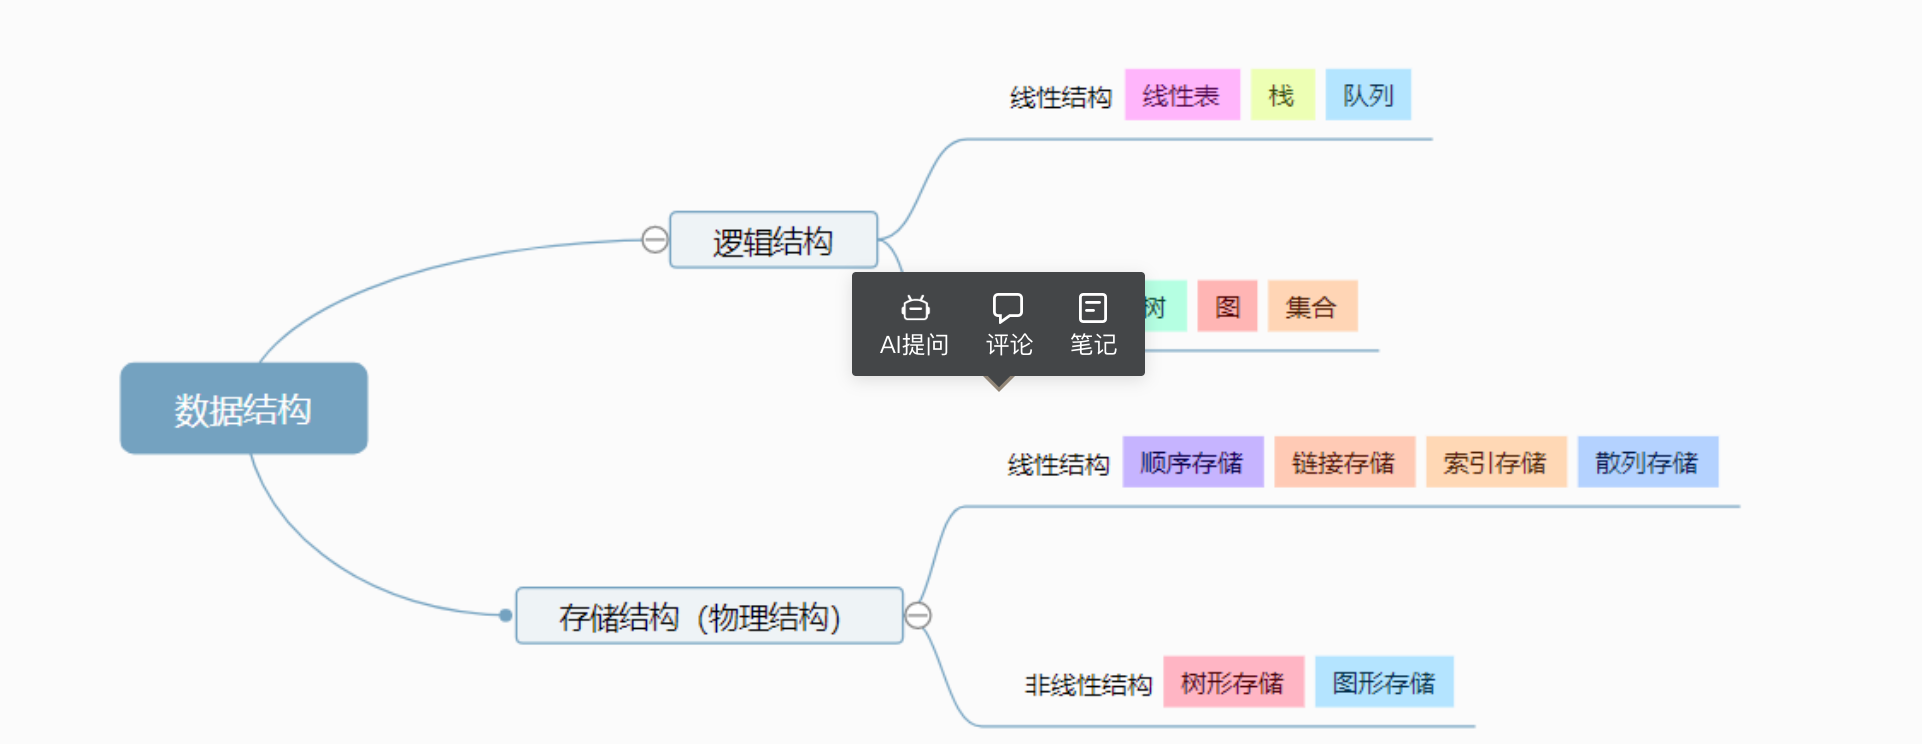 线性结构 线性表 栈 队列
逻辑结构
树 图 集合
AI提问 评论 笔记
数据结构
线性结构 顺序存储 链接存储 索引存储 散列存储
存储结构（物理结构）
非线性结构 树形存储 图形存储